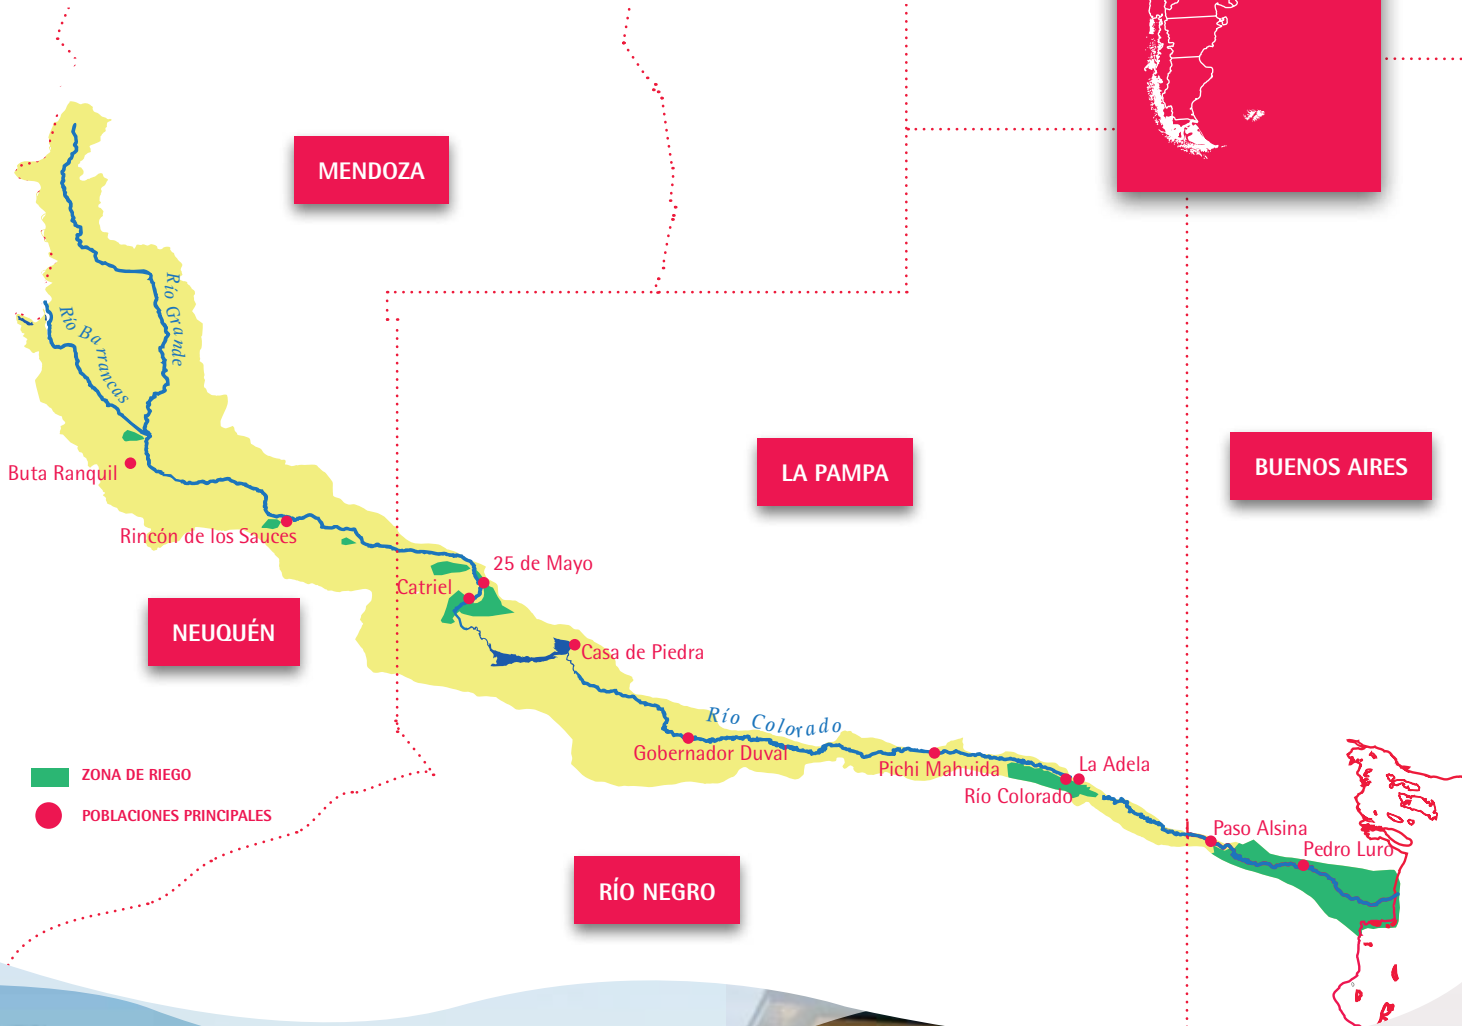 MENDOZA
Río Grande
Río Barrancas
LA PAMPA
BUENOS AIRES
Buta Ranquil
Rincón de los Sauces
25 de Mayo
Catriel
NEUQUÉN
Casa de Piedra
Río Colorado
Gobernador Duval
Pichi Mahuida
La Adela
Río Colorado
ZONA DE RIEGO
POBLACIONES PRINCIPALES
Paso Alsina
Pedro Luro
RÍO NEGRO